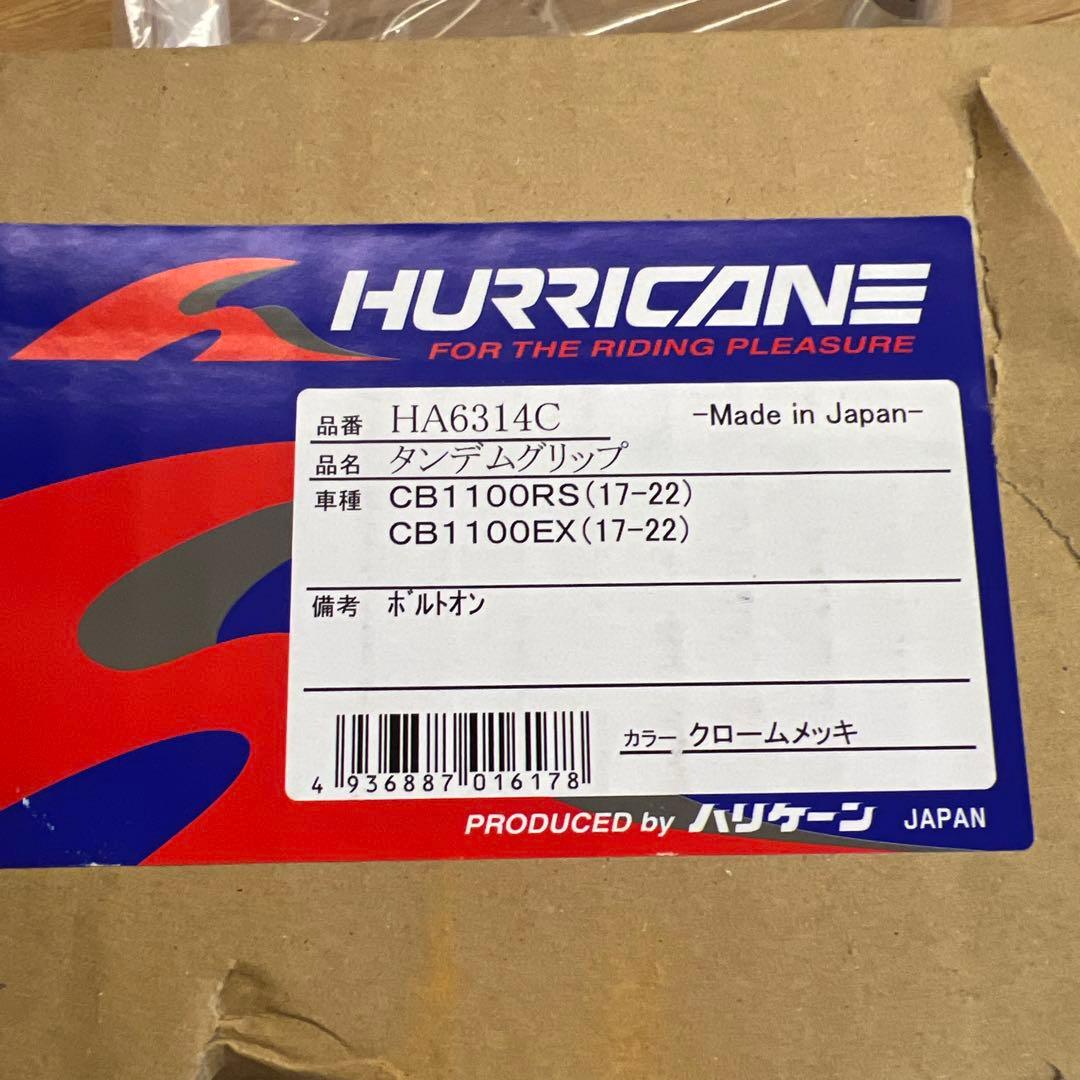 HURRICANE
FOR THE RIDING PLEASURE
品番 HA6314C -Made in Japan-
品名 タンデムグリップ
車種 CB1100RS(17-22)
CB1100EX(17-22)
備考 ﾎﾞﾙﾄｵﾝ
カラー クロームメッキ
4 936887 016178
PRODUCED by ハリケーン JAPAN